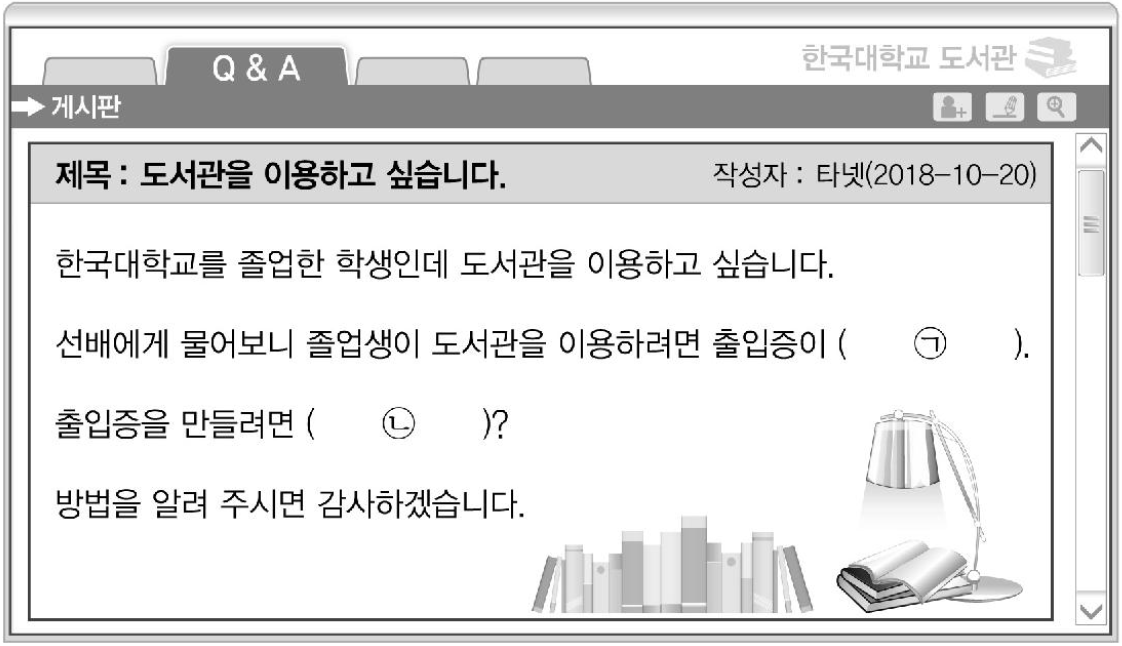 Q & A
한국대학교 도서관
게시판
제목 : 도서관을 이용하고 싶습니다.
작성자 : 타넷(2018-10-20)
한국대학교를 졸업한 학생인데 도서관을 이용하고 싶습니다.
선배에게 물어보니 졸업생이 도서관을 이용하려면 출입증이 ( ㉠ ).
출입증을 만들려면 ( ㉡ )?
방법을 알려 주시면 감사하겠습니다.